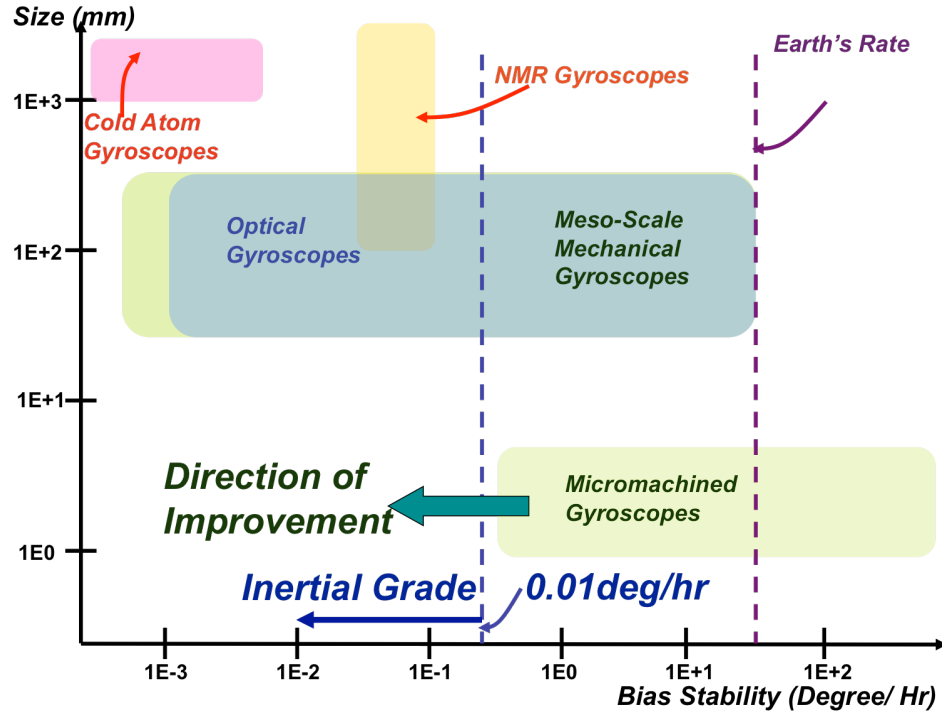 Size (mm)
Earth's Rate
NMR Gyroscopes
1E+3
Cold Atom
Gyroscopes
Optical
Gyroscopes
Meso-Scale
Mechanical
Gyroscopes
1E+2
1E+1
Direction of
Improvement
Micromachined
Gyroscopes
1E0
Inertial Grade
0.01deg/hr
1E-3
1E-2
1E-1
1E0
1E+1
1E+2
Bias Stability (Degree/ Hr)